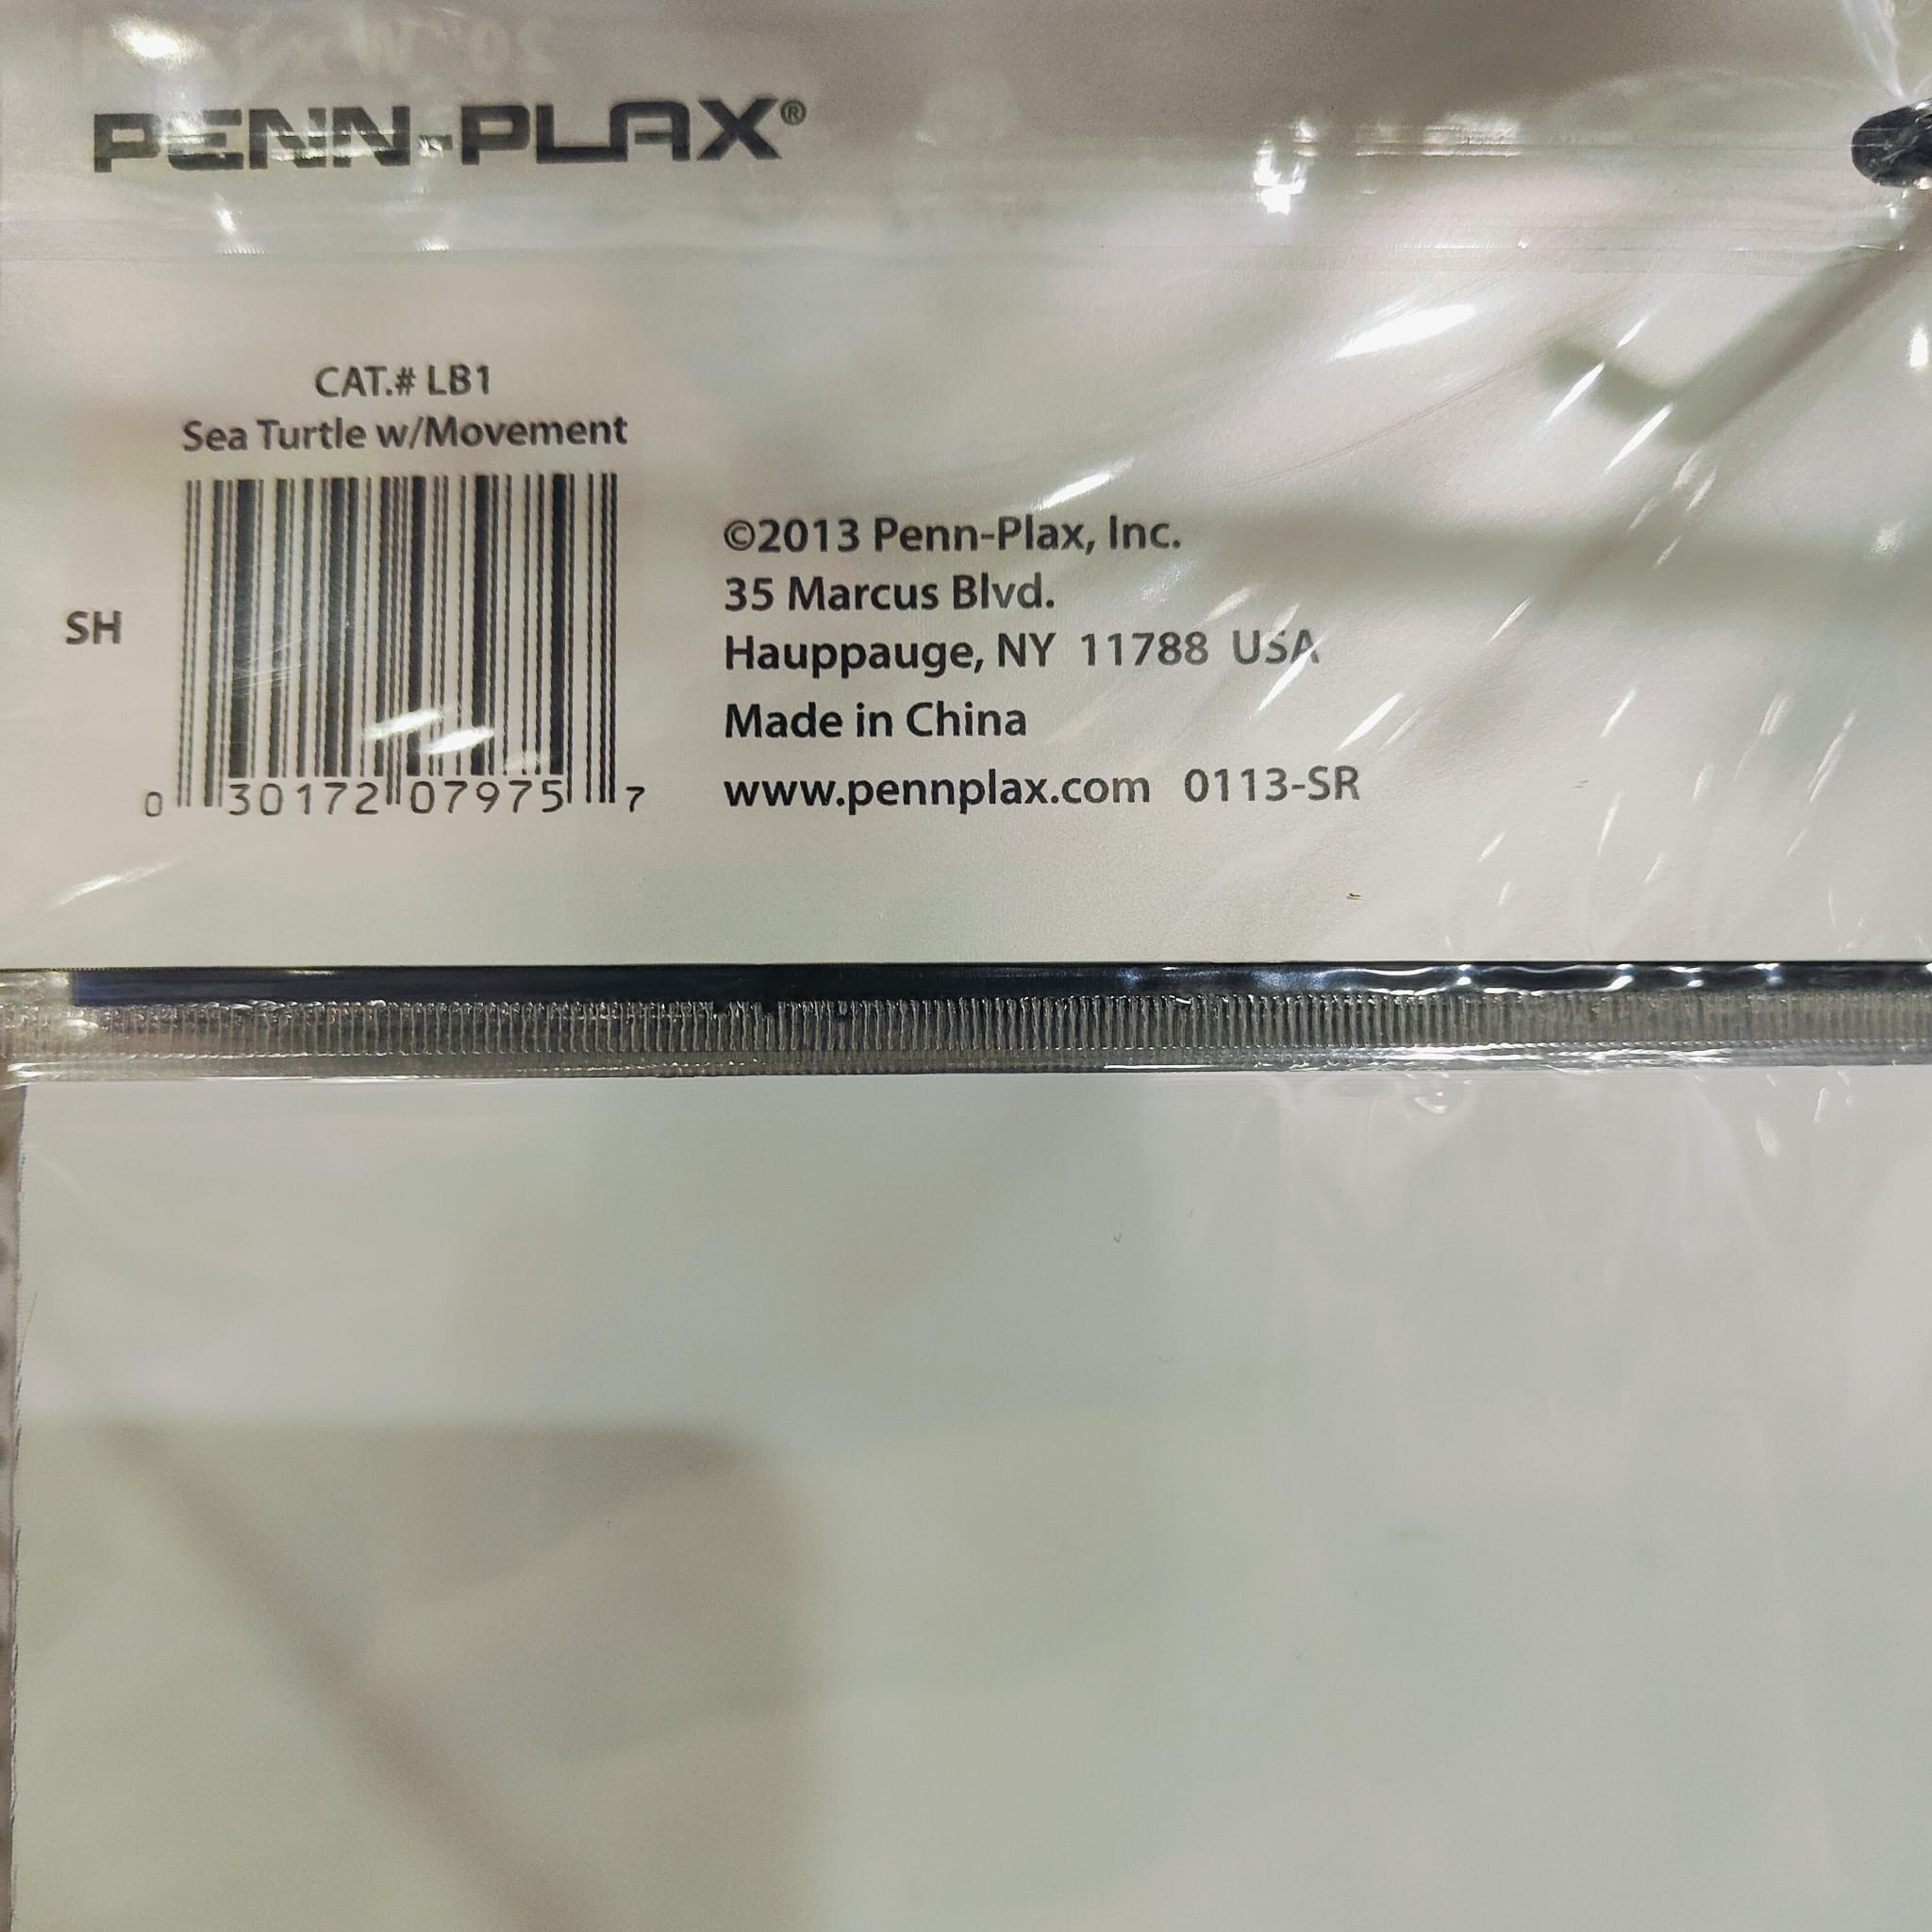 PENN-PLAX®
CAT.# LB1
Sea Turtle w/Movement
SH
0 30172 07975 7
©2013 Penn-Plax, Inc.
35 Marcus Blvd.
Hauppauge, NY 11788 USA
Made in China
www.pennplax.com 0113-SR